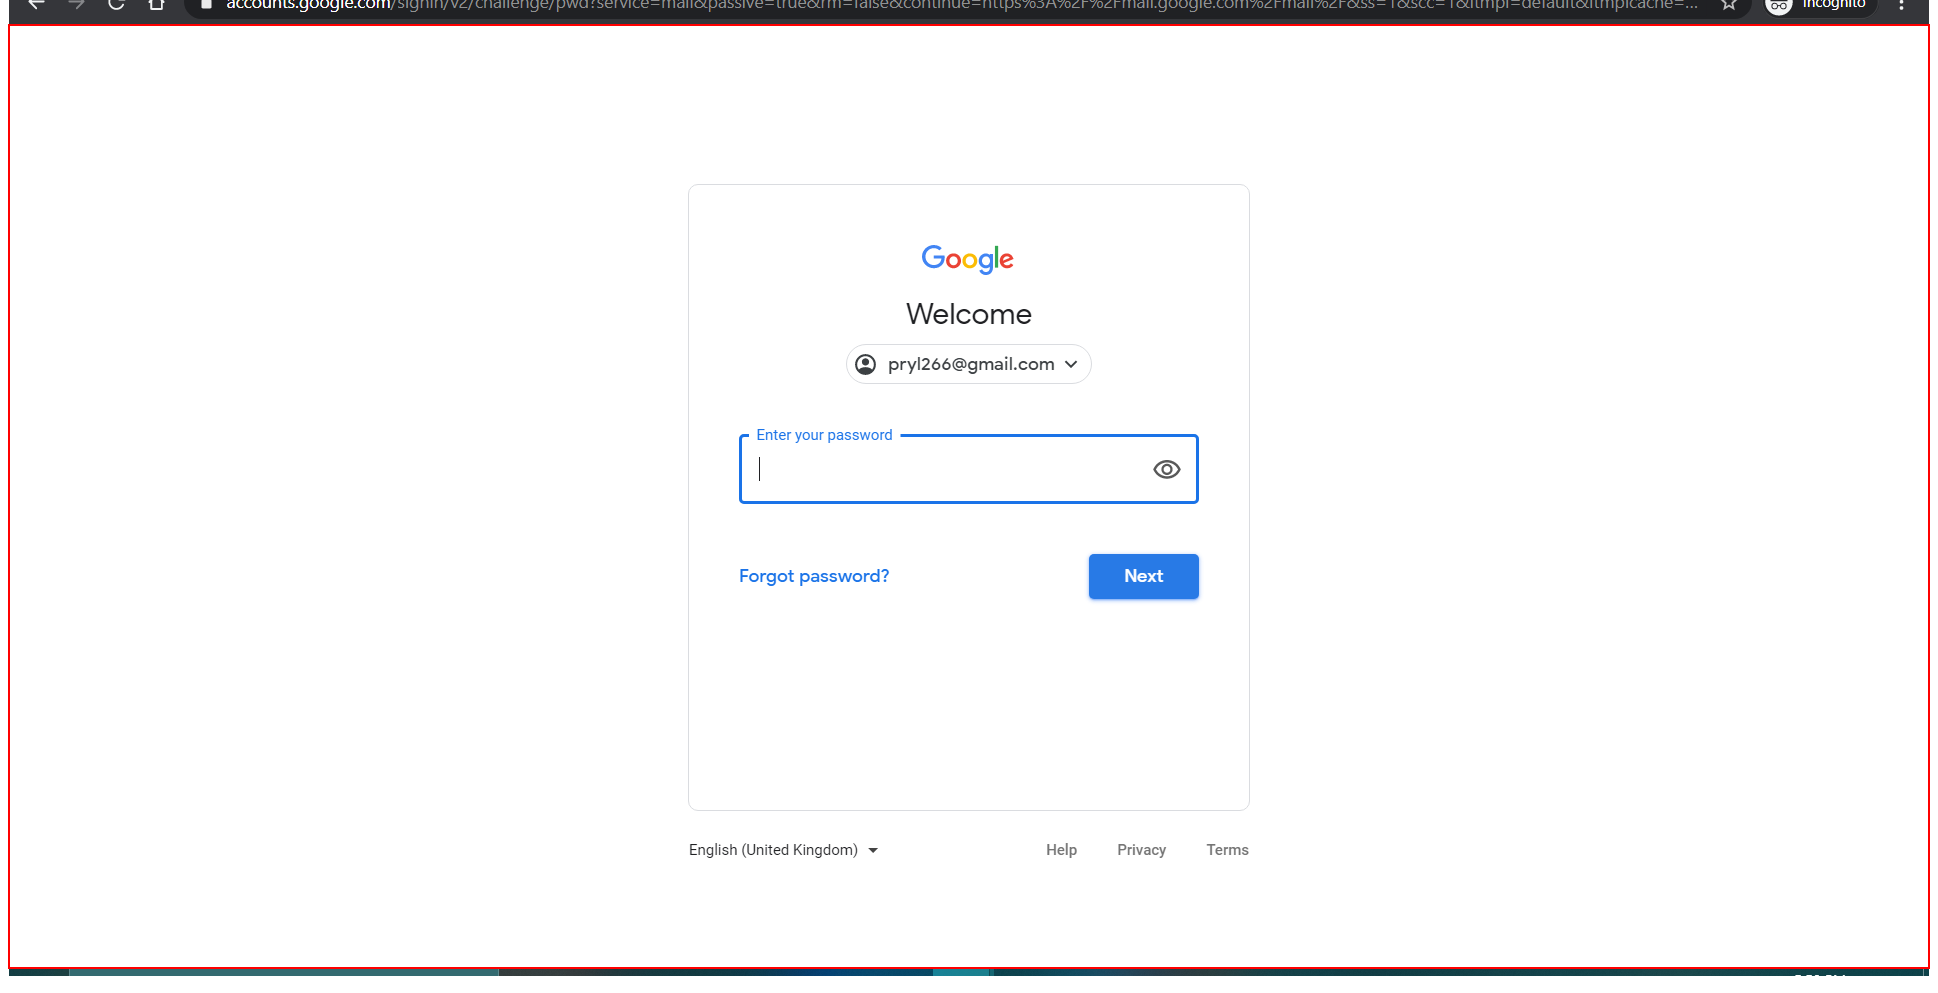 accounts.google.com/signin/v2/challenge/pwd?service=mail&passive=true&rm=false&continue=https%3A%2F%2Fmail.google.com%2Fmail%2F&ss=1&scc=1&ltmpl=default&ltmplcache=...
Incognito
Google
Welcome
pryl266@gmail.com
Enter your password
Forgot password?
Next
English (United Kingdom)
Help Privacy Terms